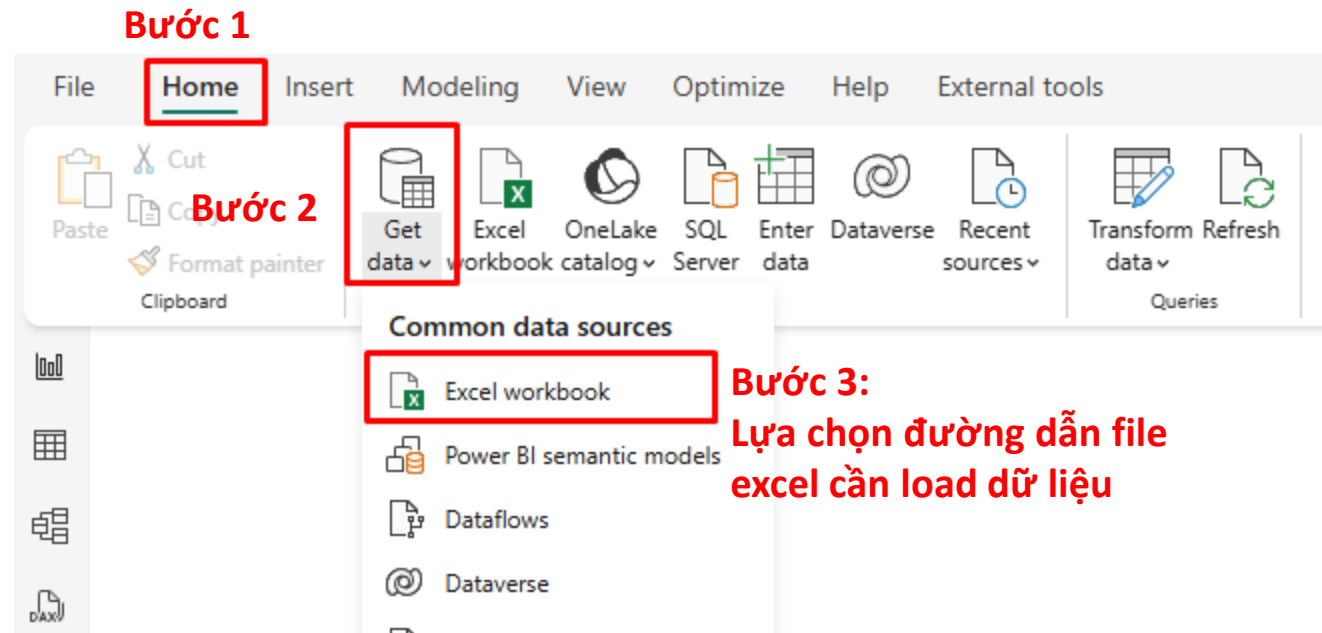 Bước 1
File Home Insert Modeling View Optimize Help External tools
Cut
Copy
Format painter
Paste
Clipboard
Bước 2
Get data
Excel workbook
OneLake catalog
SQL Server
Enter data
Dataverse
Recent sources
Transform data
Refresh
Queries
Common data sources
Excel workbook
Power BI semantic models
Dataflows
Dataverse
Bước 3:
Lựa chọn đường dẫn file
excel cần load dữ liệu
DAX